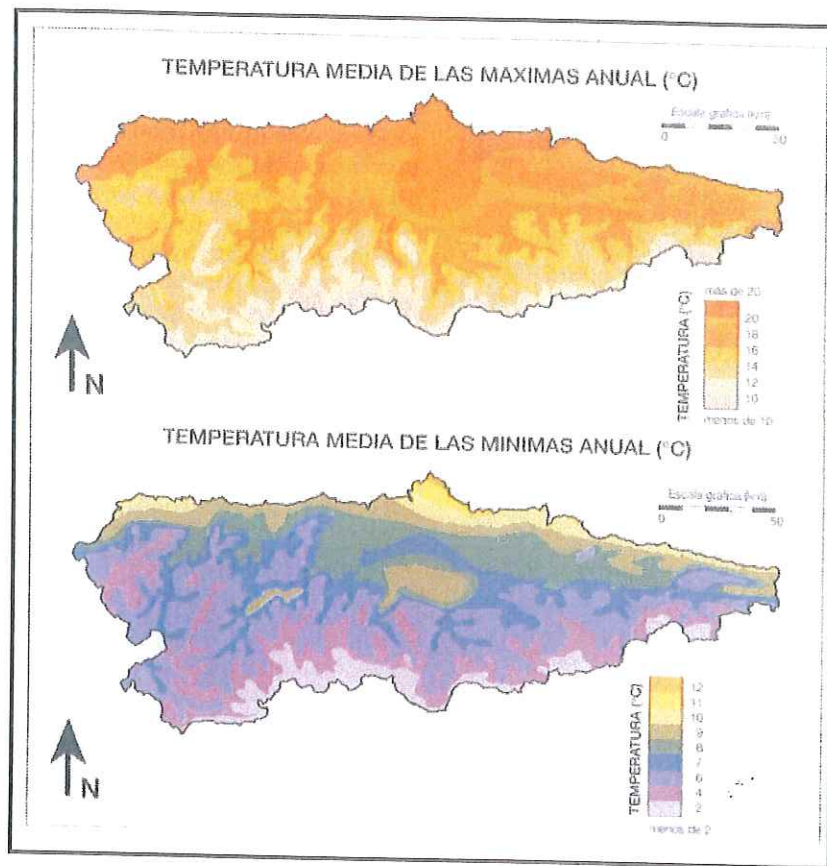 TEMPERATURA MEDIA DE LAS MAXIMAS ANUAL (°C)
Escala gráfica (km)
0
TEMPERATURA (°C)
más de 20
20
18
16
14
12
10
menos de 10
N
TEMPERATURA MEDIA DE LAS MINIMAS ANUAL (°C)
Escala gráfica (km)
0 50
TEMPERATURA (°C)
12
11
10
9
8
7
6
4
2
menos de 2
N